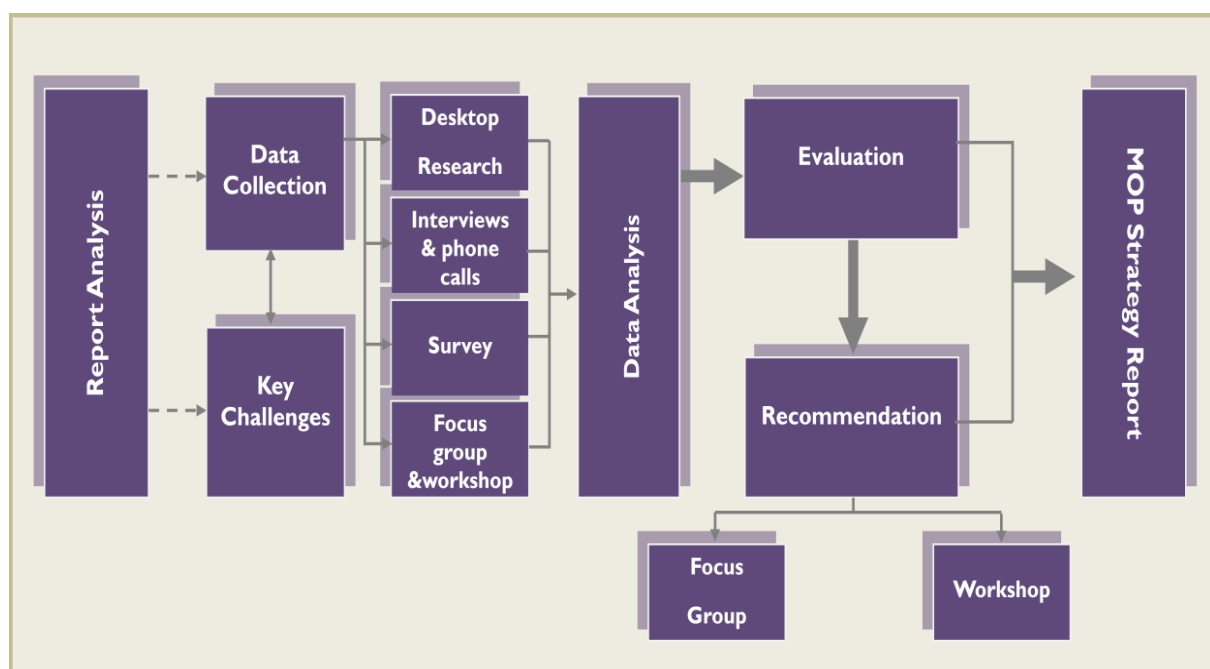 Report Analysis
Data
Collection
Key
Challenges
Desktop
Research
Interviews
& phone
calls
Survey
Focus
group
&workshop
Data Analysis
Evaluation
Recommendation
Focus
Group
Workshop
MOP Strategy Report